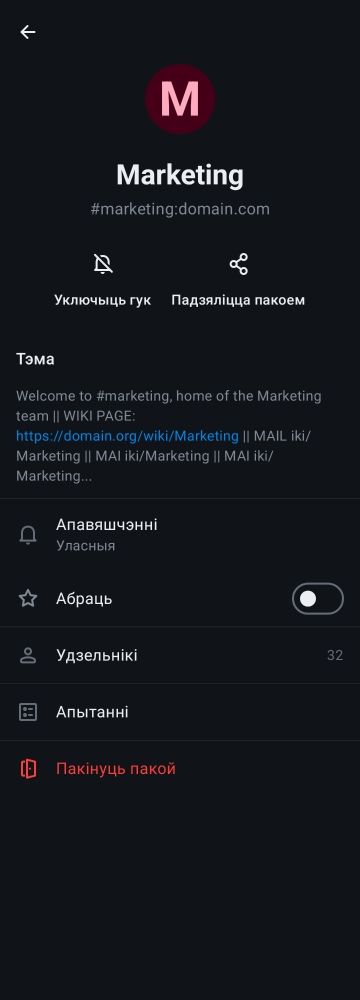 M
Marketing
#marketing:domain.com
Уключыць гук
Падзяліцца пакоем
Тэма
Welcome to #marketing, home of the Marketing
team || WIKI PAGE:
https://domain.org/wiki/Marketing || MAIL iki/
Marketing || MAI iki/Marketing || MAI iki/
Marketing...
Апавяшчэнні
Уласныя
Абраць
Удзельнікі 32
Апытанні
Пакінуць пакой